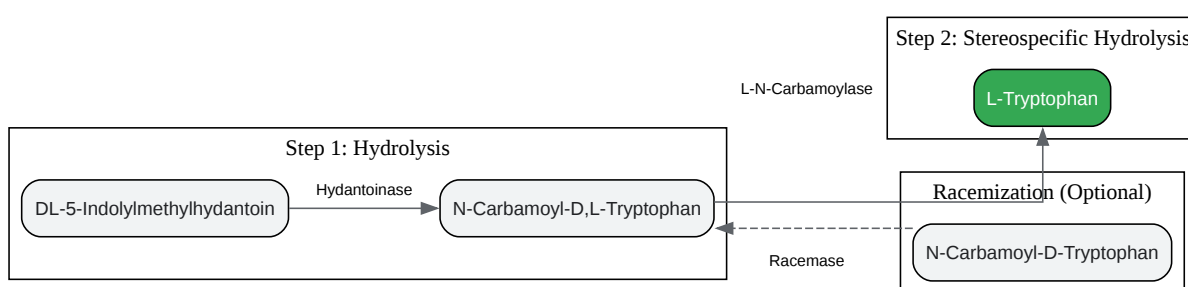 Step 2: Stereospecific Hydrolysis
L-N-Carbamoylase
L-Tryptophan
Step 1: Hydrolysis
DL-5-Indolylmethylhydantoin
Hydantoinase
N-Carbamoyl-D,L-Tryptophan
Racemization (Optional)
N-Carbamoyl-D-Tryptophan
Racemase